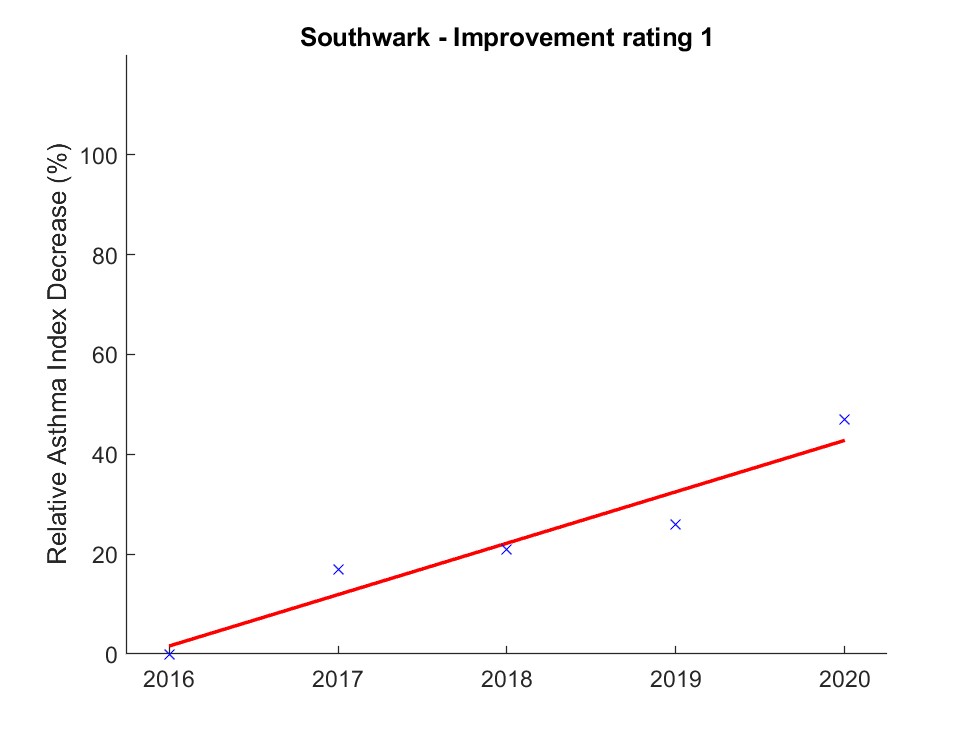 Southwark - Improvement rating 1
Relative Asthma Index Decrease (%)
100
80
60
40
20
0
2016 2017 2018 2019 2020